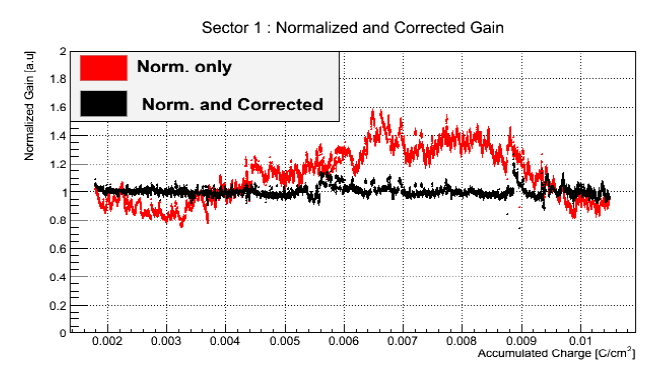 Sector 1 : Normalized and Corrected Gain
Normalized Gain [a.u]
2
1.8
1.6
1.4
1.2
1
0.8
0.6
0.4
0.2
0
Norm. only
Norm. and Corrected
0.002 0.003 0.004 0.005 0.006 0.007 0.008 0.009 0.01
Accumulated Charge [C/cm²]